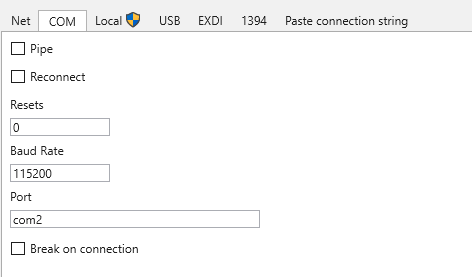 Net COM Local USB EXDI 1394 Paste connection string
Pipe
Reconnect
Resets
0
Baud Rate
115200
Port
com2
Break on connection